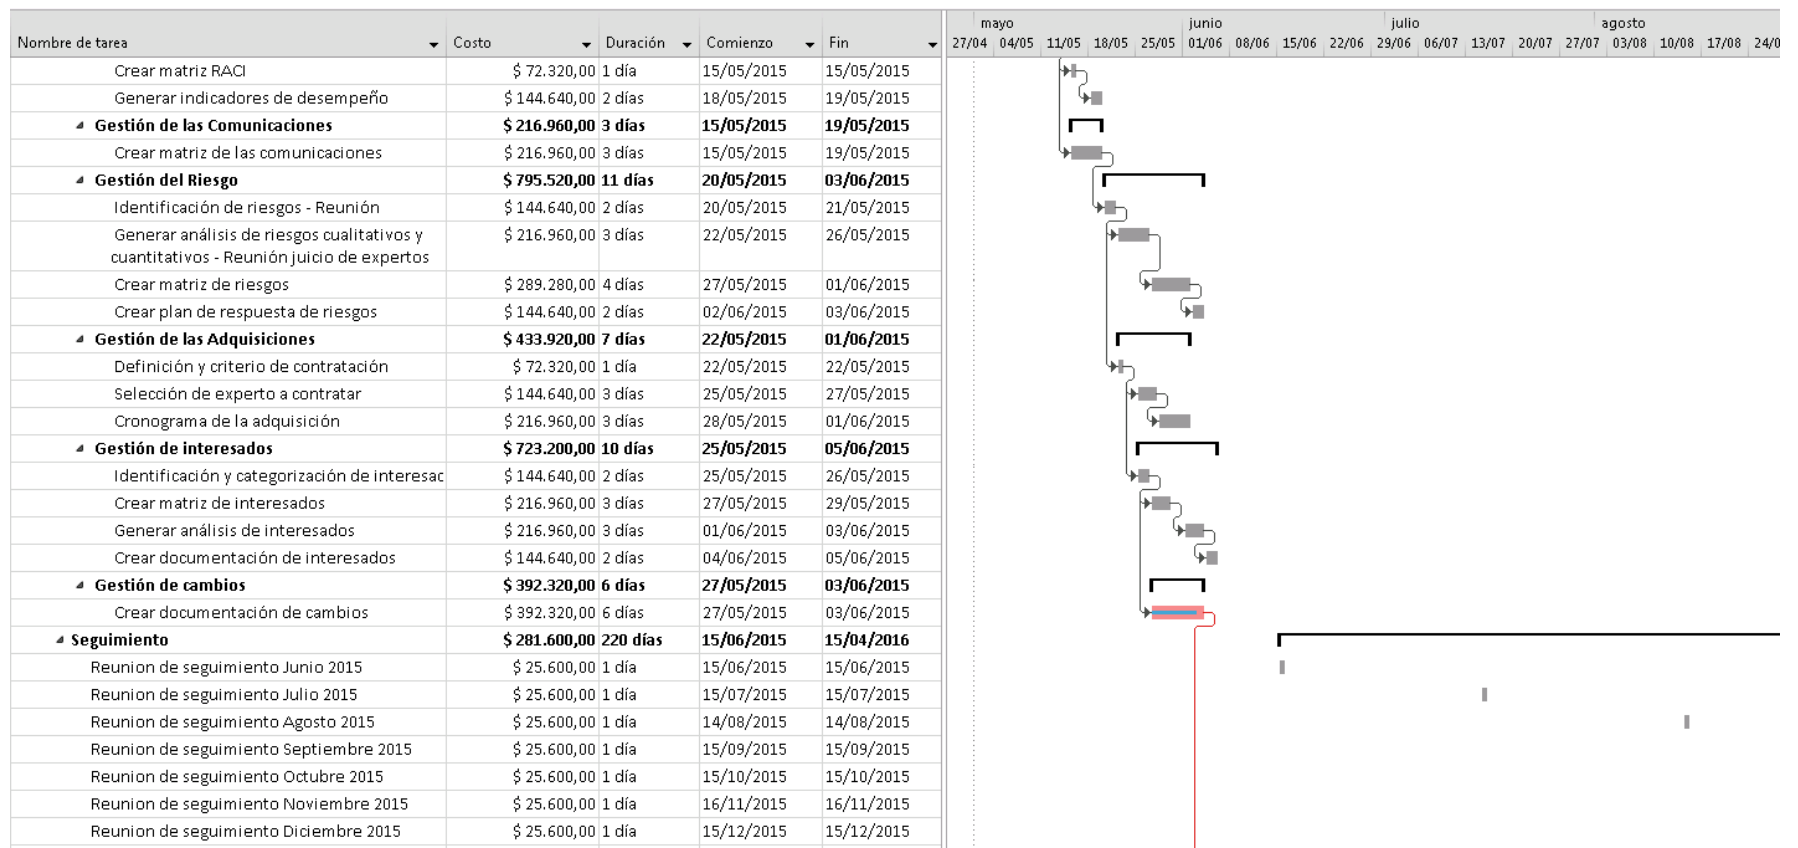 mayo junio julio agosto
Nombre de tarea Costo Duración Comienzo Fin 27/04 04/05 11/05 18/05 25/05 01/06 08/06 15/06 22/06 29/06 06/07 13/07 20/07 27/07 03/08 10/08 17/08 24/0
Crear matriz RACI $ 72.320,00 1 día 15/05/2015 15/05/2015
Generar indicadores de desempeño $ 144.640,00 2 días 18/05/2015 19/05/2015
Gestión de las Comunicaciones $ 216.960,00 3 días 15/05/2015 19/05/2015
Crear matriz de las comunicaciones $ 216.960,00 3 días 15/05/2015 19/05/2015
Gestión del Riesgo $ 795.520,00 11 días 20/05/2015 03/06/2015
Identificación de riesgos - Reunión $ 144.640,00 2 días 20/05/2015 21/05/2015
Generar análisis de riesgos cualitativos y $ 216.960,00 3 días 22/05/2015 26/05/2015
cuantitativos - Reunión juicio de expertos
Crear matriz de riesgos $ 289.280,00 4 días 27/05/2015 01/06/2015
Crear plan de respuesta de riesgos $ 144.640,00 2 días 02/06/2015 03/06/2015
Gestión de las Adquisiciones $ 433.920,00 7 días 22/05/2015 01/06/2015
Definición y criterio de contratación $ 72.320,00 1 día 22/05/2015 22/05/2015
Selección de experto a contratar $ 144.640,00 3 días 25/05/2015 27/05/2015
Cronograma de la adquisición $ 216.960,00 3 días 28/05/2015 01/06/2015
Gestión de interesados $ 723.200,00 10 días 25/05/2015 05/06/2015
Identificación y categorización de interesac $ 144.640,00 2 días 25/05/2015 26/05/2015
Crear matriz de interesados $ 216.960,00 3 días 27/05/2015 29/05/2015
Generar análisis de interesados $ 216.960,00 3 días 01/06/2015 03/06/2015
Crear documentación de interesados $ 144.640,00 2 días 04/06/2015 05/06/2015
Gestión de cambios $ 392.320,00 6 días 27/05/2015 03/06/2015
Crear documentación de cambios $ 392.320,00 6 días 27/05/2015 03/06/2015
Seguimiento $ 281.600,00 220 días 15/06/2015 15/04/2016
Reunion de seguimiento Junio 2015 $ 25.600,00 1 día 15/06/2015 15/06/2015
Reunion de seguimiento Julio 2015 $ 25.600,00 1 día 15/07/2015 15/07/2015
Reunion de seguimiento Agosto 2015 $ 25.600,00 1 día 14/08/2015 14/08/2015
Reunion de seguimiento Septiembre 2015 $ 25.600,00 1 día 15/09/2015 15/09/2015
Reunion de seguimiento Octubre 2015 $ 25.600,00 1 día 15/10/2015 15/10/2015
Reunion de seguimiento Noviembre 2015 $ 25.600,00 1 día 16/11/2015 16/11/2015
Reunion de seguimiento Diciembre 2015 $ 25.600,00 1 día 15/12/2015 15/12/2015